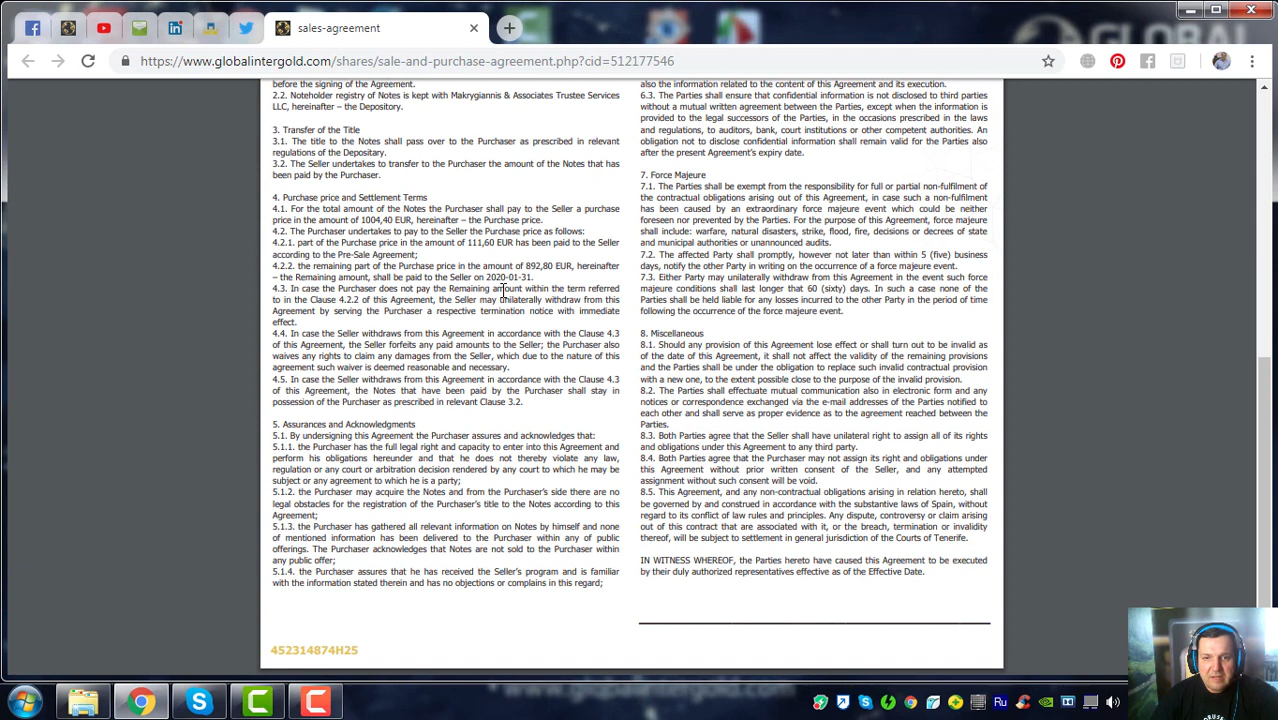 sales-agreement
https://www.globalintergold.com/shares/sale-and-purchase-agreement.php?cid=512177546
before the signing of the Agreement.
2.2. Noteholder registry of Notes is kept with Makrygiannis & Associates Trustee Services
LLC, hereinafter – the Depository.
3. Transfer of the Title
3.1. The title to the Notes shall pass over to the Purchaser as prescribed in relevant
regulations of the Depositary.
3.2. The Seller undertakes to transfer to the Purchaser the amount of the Notes that has
been paid by the Purchaser.
4. Purchase price and Settlement Terms
4.1. For the total amount of the Notes the Purchaser shall pay to the Seller a purchase
price in the amount of 1004,40 EUR, hereinafter – the Purchase price.
4.2. The Purchaser undertakes to pay to the Seller the Purchase price as follows:
4.2.1. part of the Purchase price in the amount of 111,60 EUR has been paid to the Seller
according to the Pre-Sale Agreement;
4.2.2. the remaining part of the Purchase price in the amount of 892,80 EUR, hereinafter
– the Remaining amount, shall be paid to the Seller on 2020-01-31.
4.3. In case the Purchaser does not pay the Remaining amount within the term referred
to in the Clause 4.2.2 of this Agreement, the Seller may unilaterally withdraw from this
Agreement by serving the Purchaser a respective termination notice with immediate
effect.
4.4. In case the Seller withdraws from this Agreement in accordance with the Clause 4.3
of this Agreement, the Seller forfeits any paid amounts to the Seller; the Purchaser also
waives any rights to claim any damages from the Seller, which due to the nature of this
agreement such waiver is deemed reasonable and necessary.
4.5. In case the Seller withdraws from this Agreement in accordance with the Clause 4.3
of this Agreement, the Notes that have been paid by the Purchaser shall stay in
possession of the Purchaser as prescribed in relevant Clause 3.2.
5. Assurances and Acknowledgments
5.1. By undersigning this Agreement the Purchaser assures and acknowledges that:
5.1.1. the Purchaser has the full legal right and capacity to enter into this Agreement and
perform his obligations hereunder and that he does not thereby violate any law,
regulation or any court or arbitration decision rendered by any court to which he may be
subject or any agreement to which he is a party;
5.1.2. the Purchaser may acquire the Notes and from the Purchaser's side there are no
legal obstacles for the registration of the Purchaser's title to the Notes according to this
Agreement;
5.1.3. the Purchaser has gathered all relevant information on Notes by himself and none
of mentioned information has been delivered to the Purchaser within any of public
offerings. The Purchaser acknowledges that Notes are not sold to the Purchaser within
any public offer;
5.1.4. the Purchaser assures that he has received the Seller's program and is familiar
with the information stated therein and has no objections or complains in this regard;
452314874H25
also the information related to the content of this Agreement and its execution.
6.3. The Parties shall ensure that confidential information is not disclosed to third parties
without a mutual written agreement between the Parties, except when the information is
provided to the legal successors of the Parties, in the occasions prescribed in the laws
and regulations, to auditors, bank, court institutions or other competent authorities. An
obligation not to disclose confidential information shall remain valid for the Parties also
after the present Agreement's expiry date.
7. Force Majeure
7.1. The Parties shall be exempt from the responsibility for full or partial non-fulfilment of
the contractual obligations arising out of this Agreement, in case such a non-fulfilment
has been caused by an extraordinary force majeure event which could be neither
foreseen nor prevented by the Parties. For the purpose of this Agreement, force majeure
shall include: warfare, natural disasters, strike, flood, fire, decisions or decrees of state
and municipal authorities or unannounced audits.
7.2. The affected Party shall promptly, however not later than within 5 (five) business
days, notify the other Party in writing on the occurrence of a force majeure event.
7.3. Either Party may unilaterally withdraw from this Agreement in the event such force
majeure conditions shall last longer that 60 (sixty) days. In such a case none of the
Parties shall be held liable for any losses incurred to the other Party in the period of time
following the occurrence of the force majeure event.
8. Miscellaneous
8.1. Should any provision of this Agreement lose effect or shall turn out to be invalid as
of the date of this Agreement, it shall not affect the validity of the remaining provisions
and the Parties shall be under the obligation to replace such invalid contractual provision
with a new one, to the extent possible close to the purpose of the invalid provision.
8.2. The Parties shall effectuate mutual communication also in electronic form and any
notices or correspondence exchanged via the e-mail addresses of the Parties notified to
each other and shall serve as proper evidence as to the agreement reached between the
Parties.
8.3. Both Parties agree that the Seller shall have unilateral right to assign all of its rights
and obligations under this Agreement to any third party.
8.4. Both Parties agree that the Purchaser may not assign its right and obligations under
this Agreement without prior written consent of the Seller, and any attempted
assignment without such consent will be void.
8.5. This Agreement, and any non-contractual obligations arising in relation hereto, shall
be governed by and construed in accordance with the substantive laws of Spain, without
regard to its conflict of law rules and principles. Any dispute, controversy or claim arising
out of this contract that are associated with it, or the breach, termination or invalidity
thereof, will be subject to settlement in general jurisdiction of the Courts of Tenerife.
IN WITNESS WHEREOF, the Parties hereto have caused this Agreement to be executed
by their duly authorized representatives effective as of the Effective Date.
GLOBAL
Ru